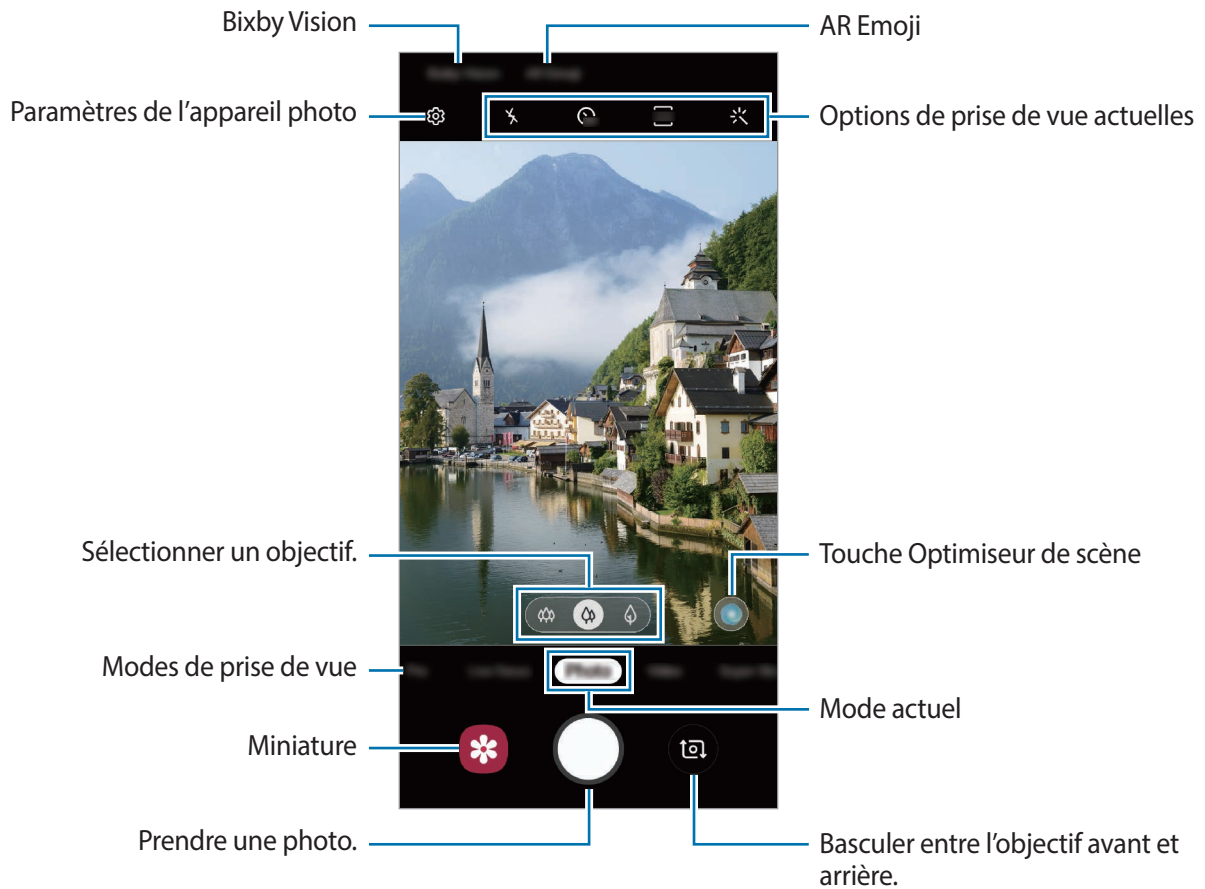 Bixby Vision
AR Emoji
Paramètres de l'appareil photo
Options de prise de vue actuelles
Sélectionner un objectif.
Touche Optimiseur de scène
Modes de prise de vue
Photo
Mode actuel
Miniature
Prendre une photo.
Basculer entre l'objectif avant et
arrière.